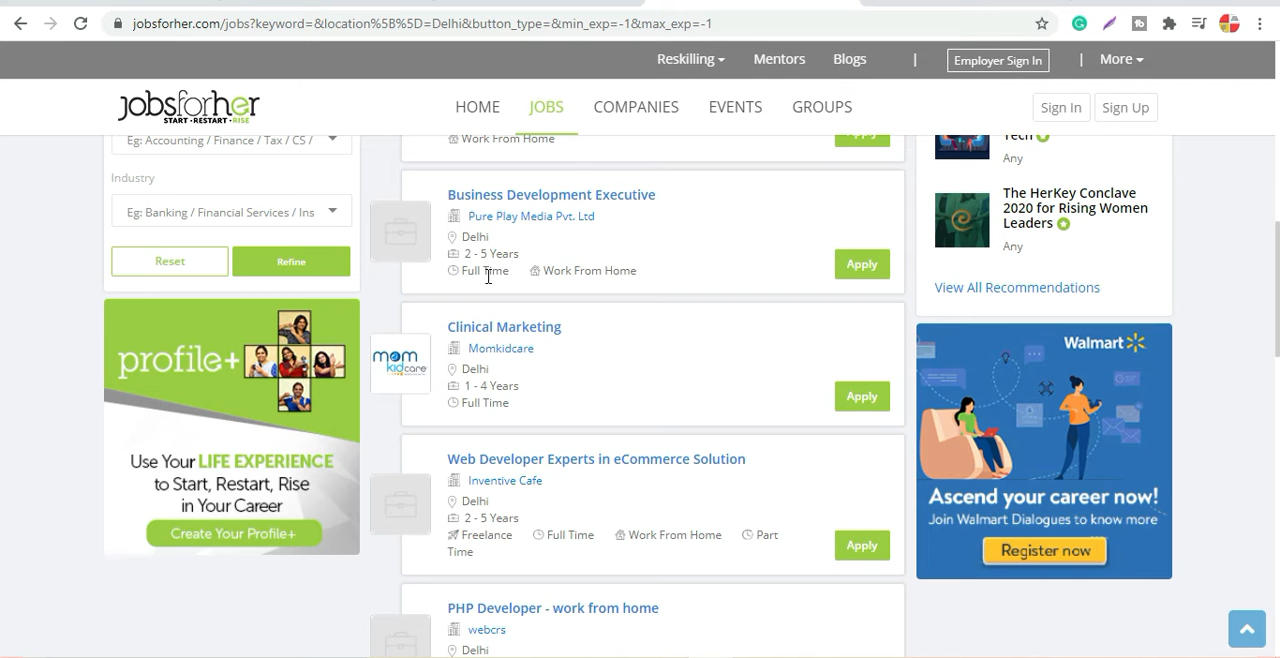 jobsforher.com/jobs?keyword=&location%5B%5D=Delhi&button_type=&min_exp=-1&max_exp=-1
Reskilling
Mentors
Blogs
|
Employer Sign In
|
More
jobsforher
START • RESTART • RISE
HOME
JOBS
COMPANIES
EVENTS
GROUPS
Sign In
Sign Up
Eg: Accounting / Finance / Tax / CS /
Industry
Eg: Banking / Financial Services / Ins
Reset
Refine
profile+
Use Your LIFE EXPERIENCE
to Start, Restart, Rise
in Your Career
Create Your Profile+
Work From Home
Apply
Business Development Executive
Pure Play Media Pvt. Ltd
Delhi
2 - 5 Years
Full Time Work From Home
Apply
mom
kidcare
Clinical Marketing
Momkidcare
Delhi
1 - 4 Years
Full Time
Apply
Web Developer Experts in eCommerce Solution
Inventive Cafe
Delhi
2 - 5 Years
Freelance Full Time Work From Home Part
Time
Apply
PHP Developer - work from home
webcrs
Delhi
Tech
Any
The HerKey Conclave
2020 for Rising Women
Leaders
Any
View All Recommendations
Walmart
Ascend your career now!
Join Walmart Dialogues to know more
Register now